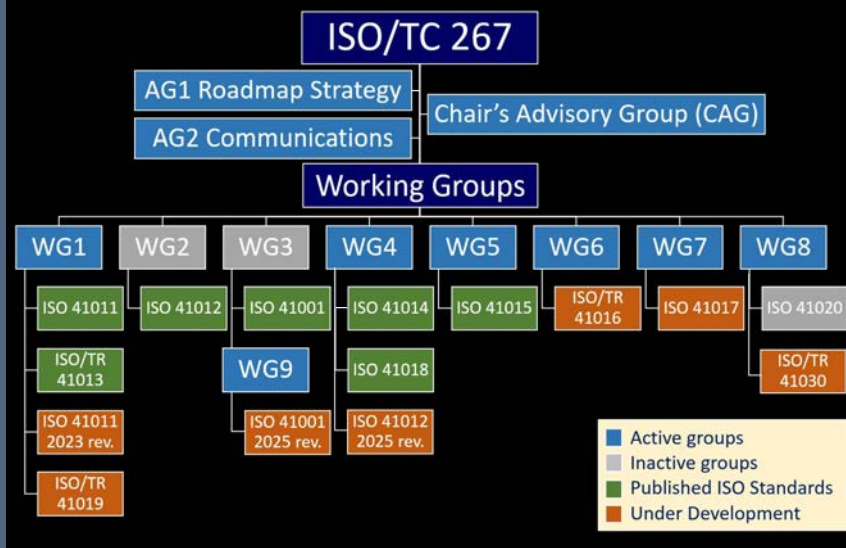 ISO/TC 267
AG1 Roadmap Strategy
Chair's Advisory Group (CAG)
AG2 Communications
Working Groups
WG1
WG2
WG3
WG4
WG5
WG6
WG7
WG8
ISO 41011
ISO 41012
ISO 41001
ISO 41014
ISO 41015
ISO/TR
41016
ISO 41017
ISO 41020
ISO/TR
41013
WG9
ISO 41018
ISO/TR
41030
ISO 41011
2023 rev.
ISO 41001
2025 rev.
ISO 41012
2025 rev.
ISO/TR
41019
Active groups
Inactive groups
Published ISO Standards
Under Development